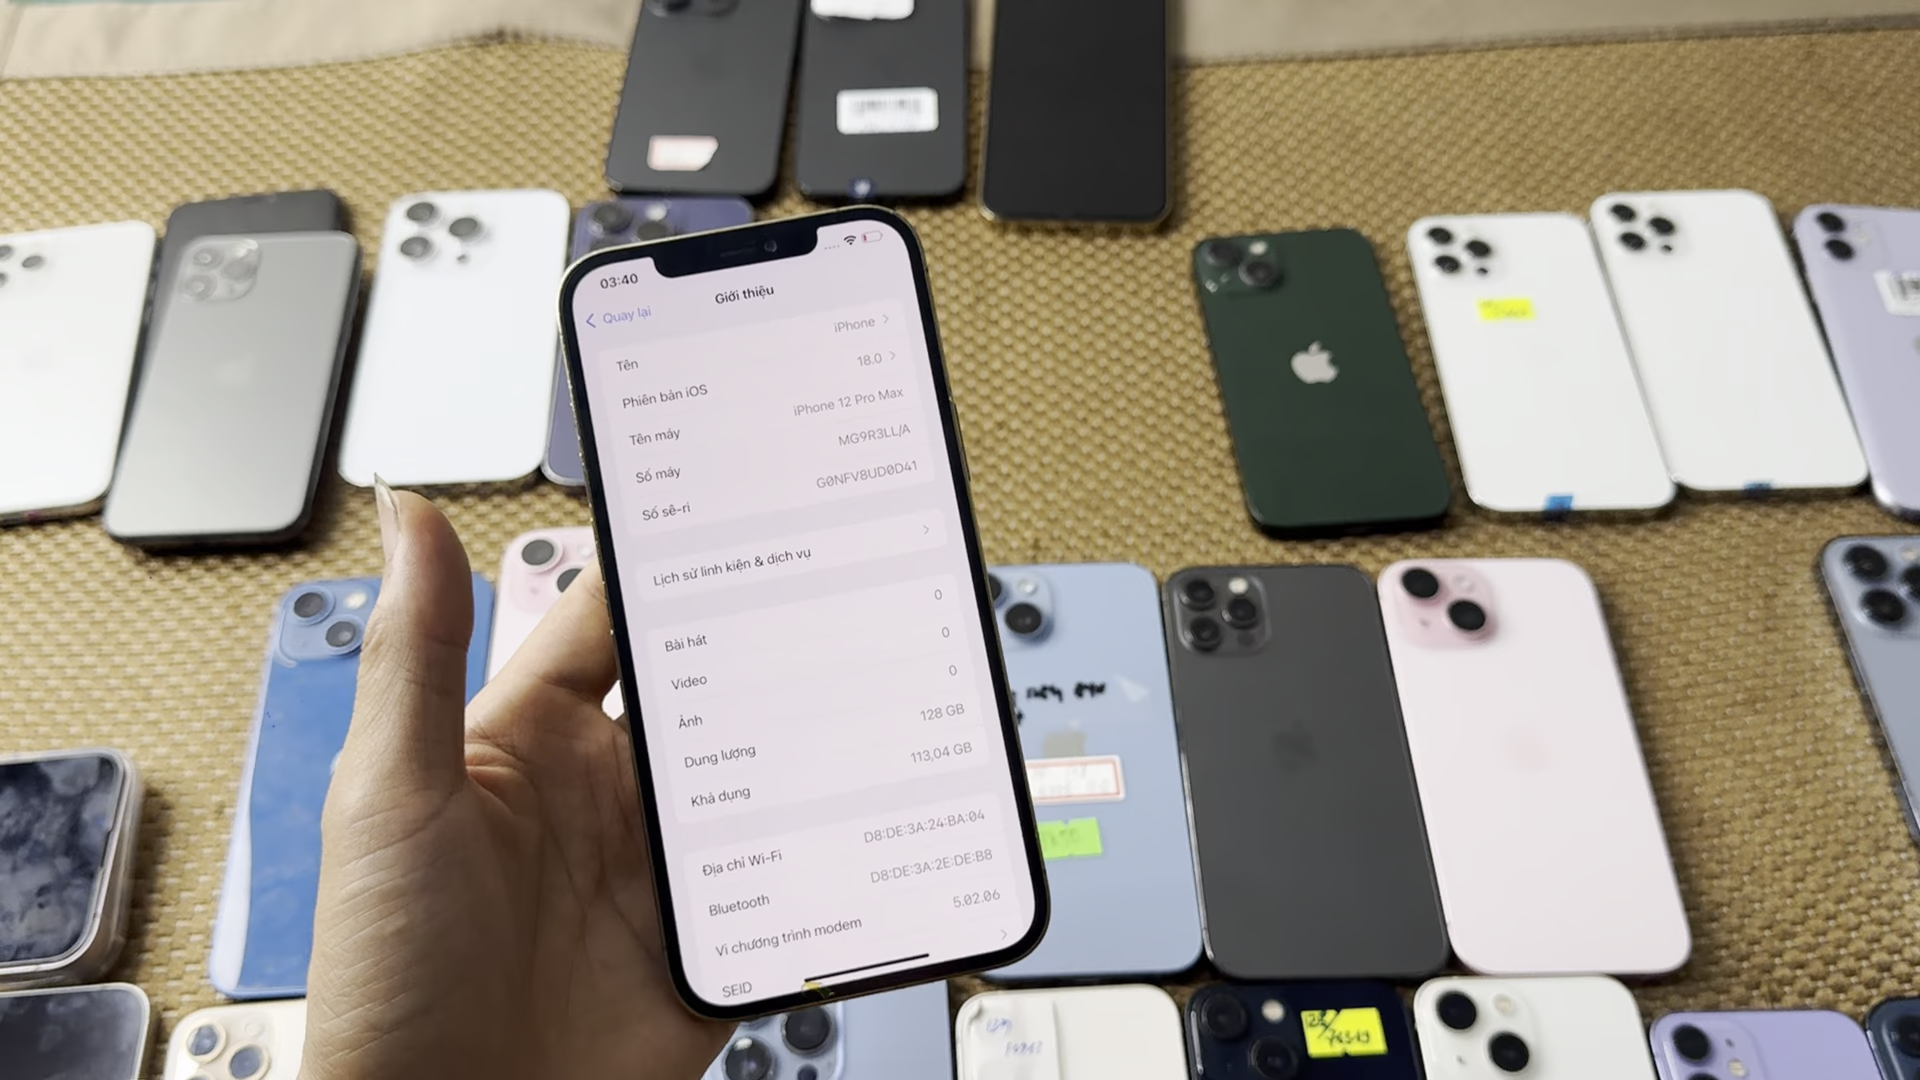 03:40
Quay lại
Giới thiệu
Tên iPhone
Phiên bản iOS 18.0
Tên máy iPhone 12 Pro Max
Số máy MG9R3LL/A
Số sê-ri G0NFV8UD0D41
Lịch sử linh kiện & dịch vụ
Bài hát 0
Video 0
Ảnh 0
Dung lượng 128 GB
Khả dụng 113,04 GB
Địa chỉ Wi-Fi D8:DE:3A:24:BA:04
Bluetooth D8:DE:3A:2E:DE:B8
Vi chương trình modem 5.02.06
SEID